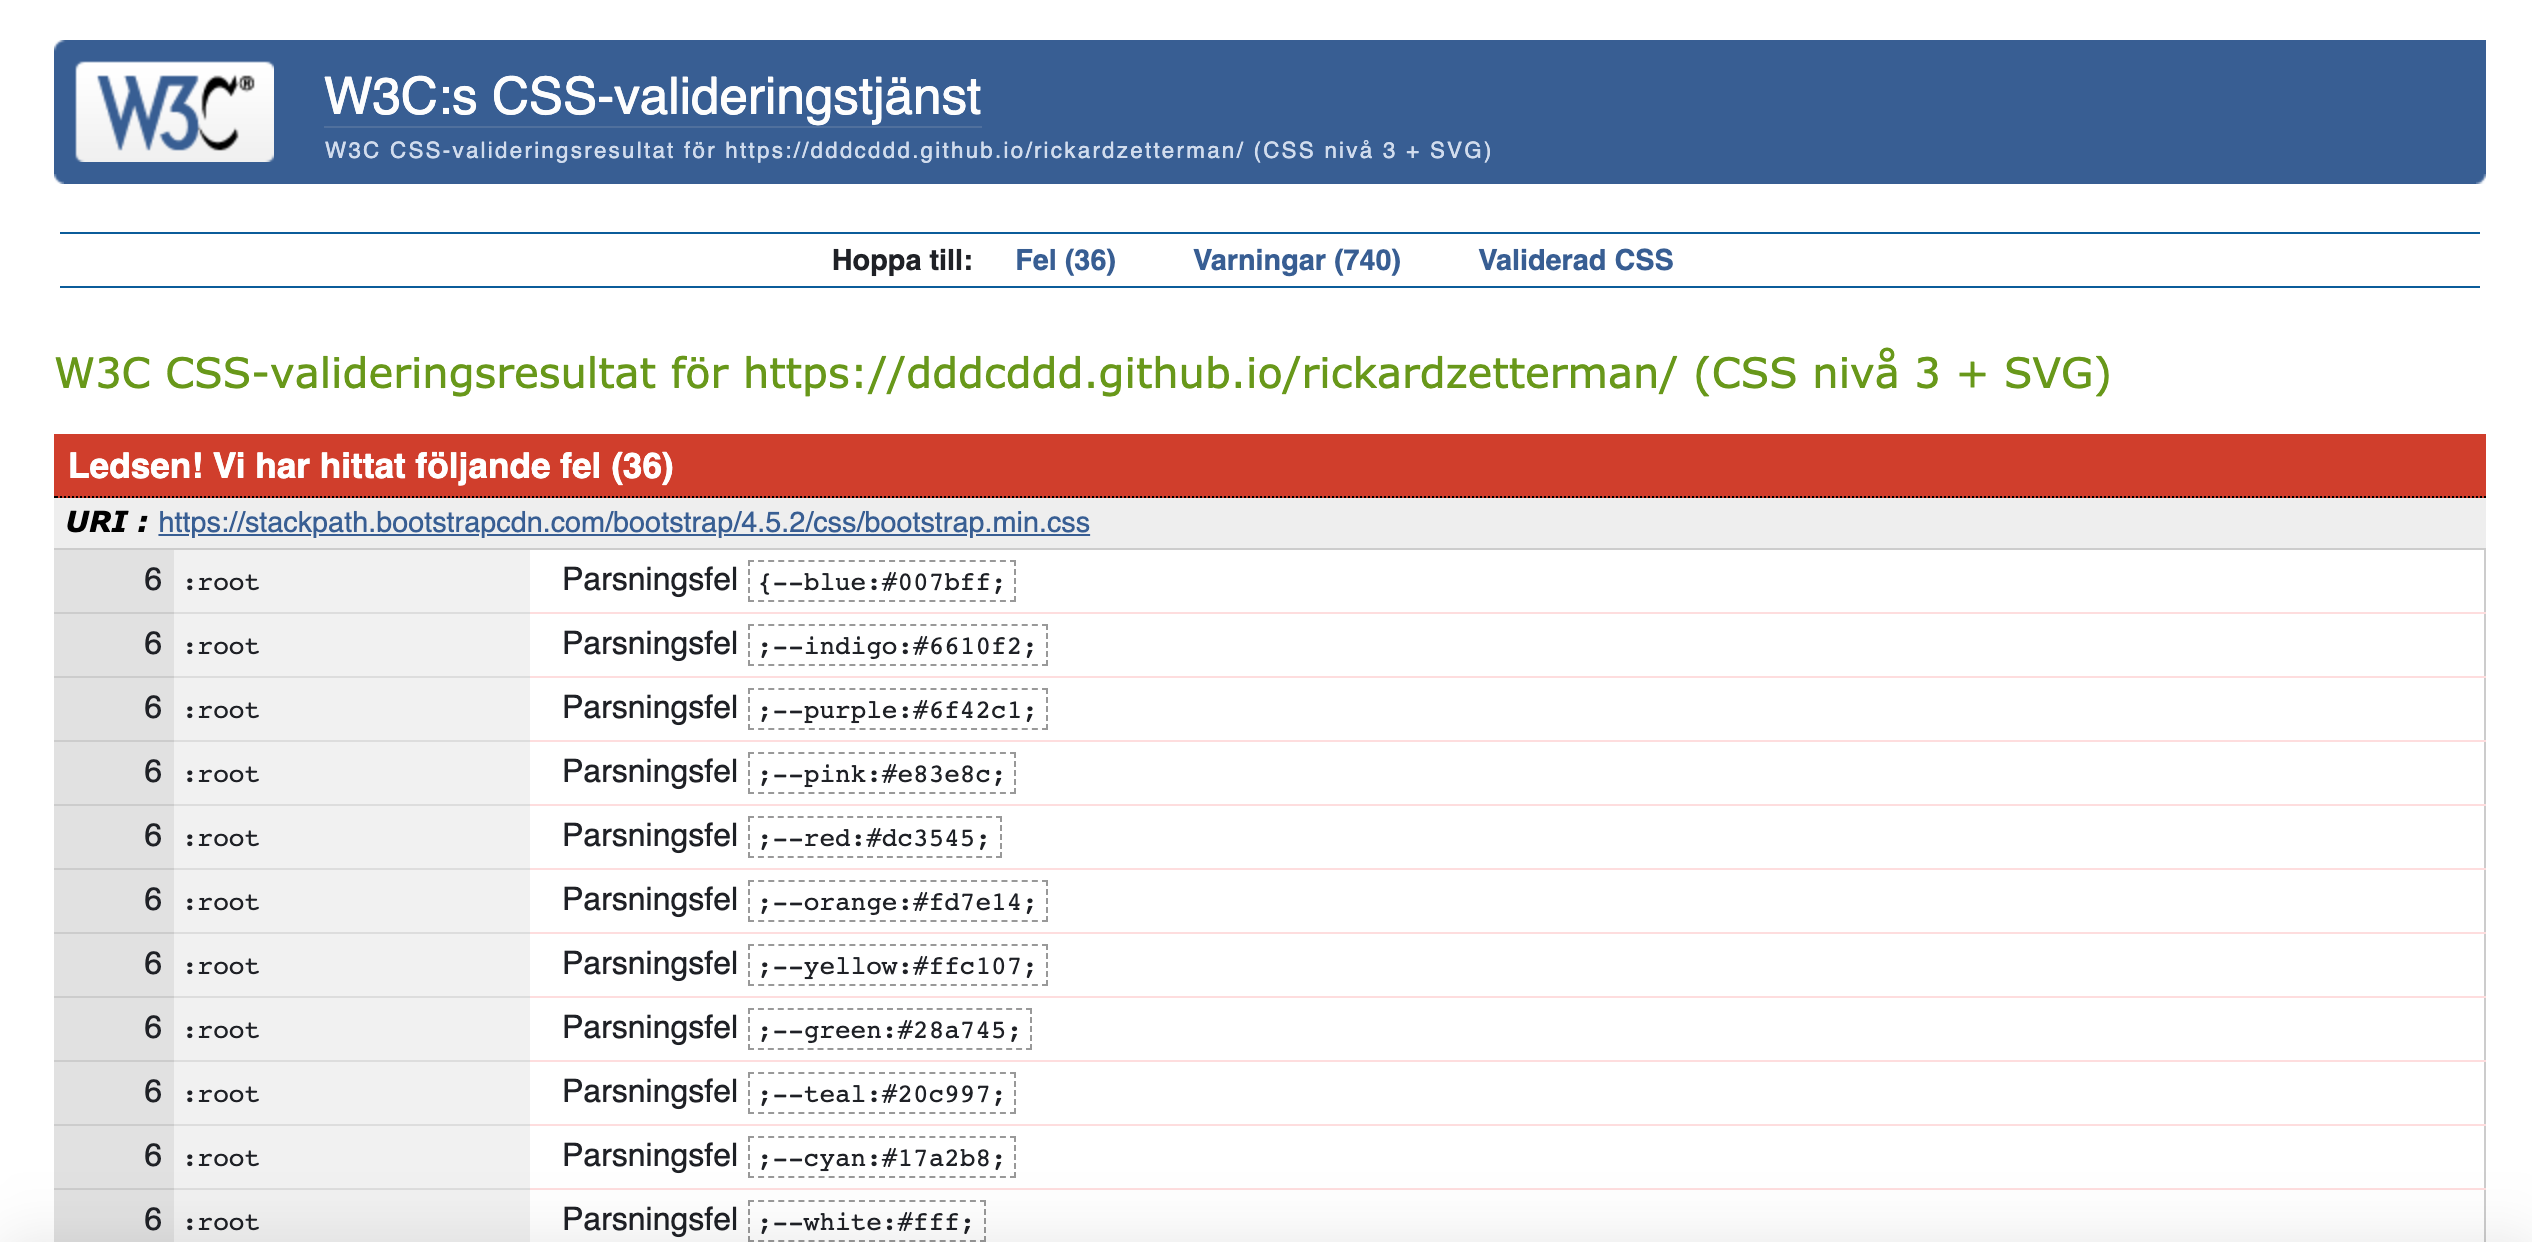 W3C®
W3C:s CSS-valideringstjänst
W3C CSS-valideringsresultat för https://dddcddd.github.io/rickardzetterman/ (CSS nivå 3 + SVG)
Hoppa till: Fel (36) Varningar (740) Validerad CSS
W3C CSS-valideringsresultat för https://dddcddd.github.io/rickardzetterman/ (CSS nivå 3 + SVG)
Ledsen! Vi har hittat följande fel (36)
URI : https://stackpath.bootstrapcdn.com/bootstrap/4.5.2/css/bootstrap.min.css
6 :root Parsningsfel {--blue:#007bff;
6 :root Parsningsfel ;--indigo:#6610f2;
6 :root Parsningsfel ;--purple:#6f42c1;
6 :root Parsningsfel ;--pink:#e83e8c;
6 :root Parsningsfel ;--red:#dc3545;
6 :root Parsningsfel ;--orange:#fd7e14;
6 :root Parsningsfel ;--yellow:#ffc107;
6 :root Parsningsfel ;--green:#28a745;
6 :root Parsningsfel ;--teal:#20c997;
6 :root Parsningsfel ;--cyan:#17a2b8;
6 :root Parsningsfel ;--white:#fff;